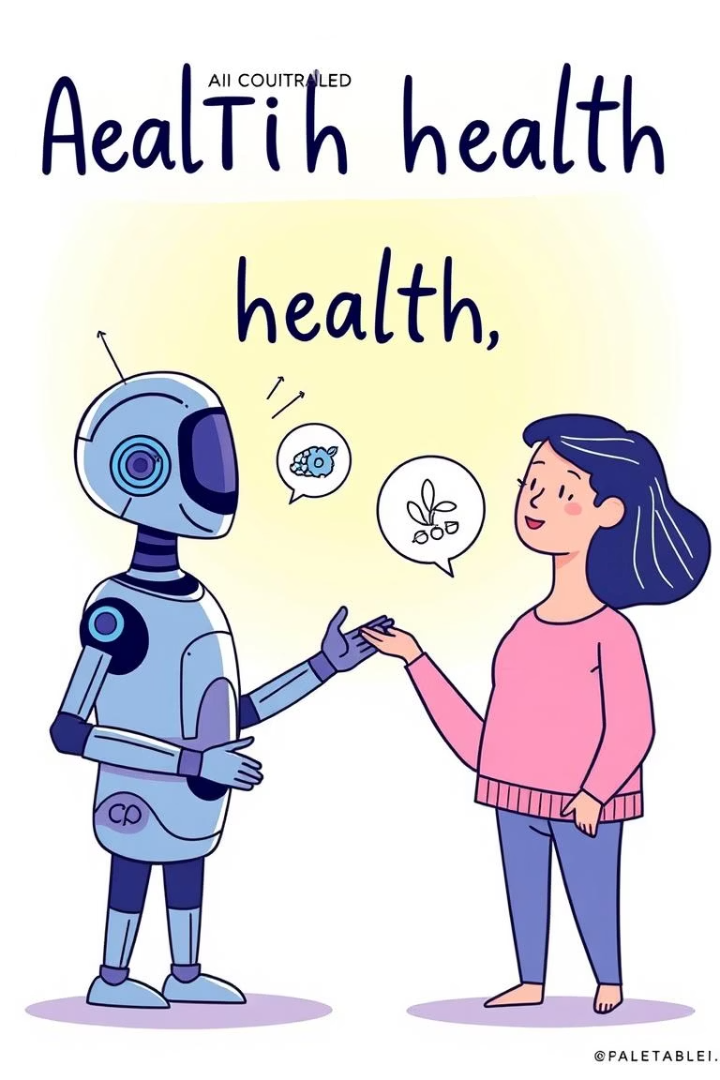 AII COUITRALED
AealTih health
health,
cp
©PALETABLEI.